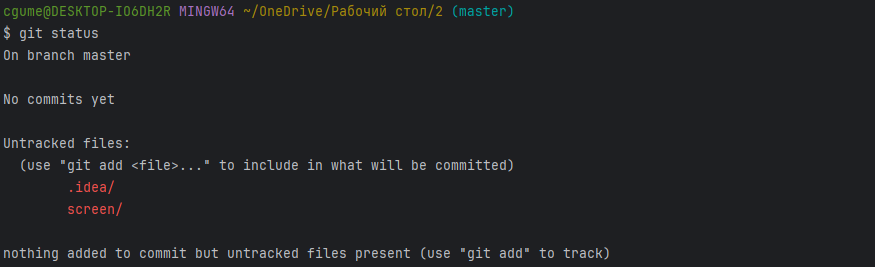 cgume@DESKTOP-IO6DH2R MINGW64 ~/OneDrive/Рабочий стол/2 (master)
$ git status
On branch master
No commits yet
Untracked files:
(use "git add <file>..." to include in what will be committed)
.idea/
screen/
nothing added to commit but untracked files present (use "git add" to track)